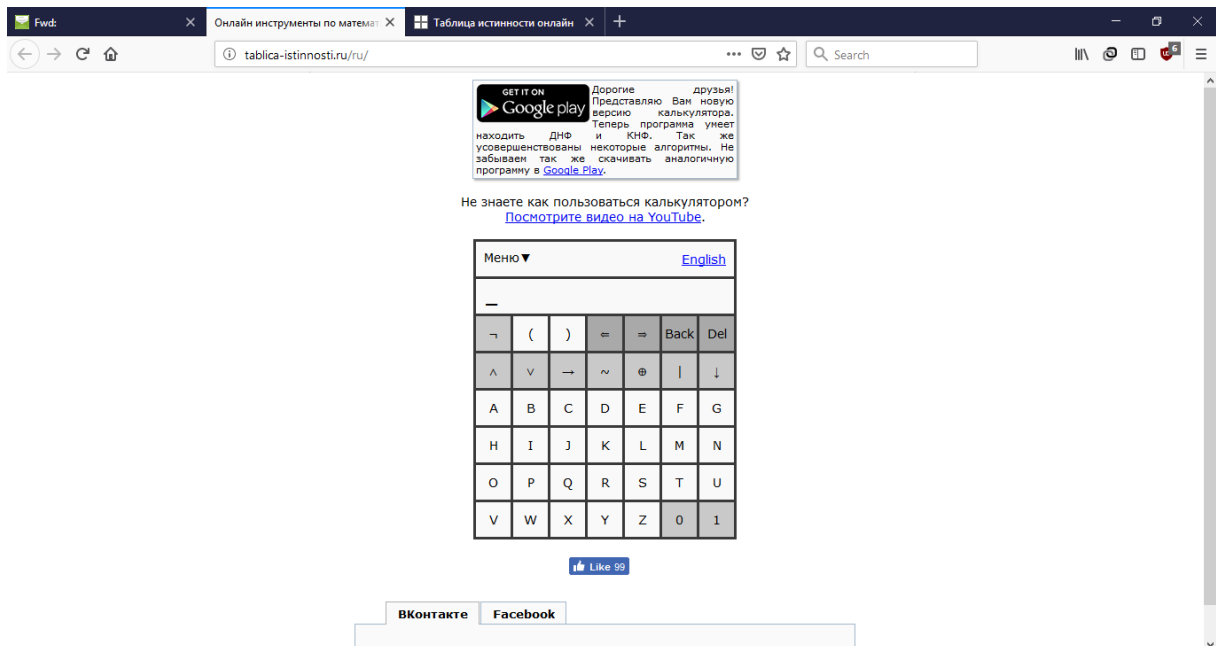 Fwd:
Онлайн инструменты по математ
Таблица истинности онлайн
tablica-istinnosti.ru/ru/
Search
6
GET IT ON
Google play
Дорогие друзья!
Представляю Вам новую
версию калькулятора.
Теперь программа умеет
находить ДНФ и КНФ. Так же
усовершенствованы некоторые алгоритмы. Не
забываем так же скачивать аналогичную
программу в Google Play.
Не знаете как пользоваться калькулятором?
Посмотрите видео на YouTube.
Меню▼ English
_
¬ ( ) ⇐ ⇒ Back Del
∧ ∨ → ~ ⊕ | ↓
A B C D E F G
H I J K L M N
O P Q R S T U
V W X Y Z 0 1
Like 99
ВКонтакте Facebook